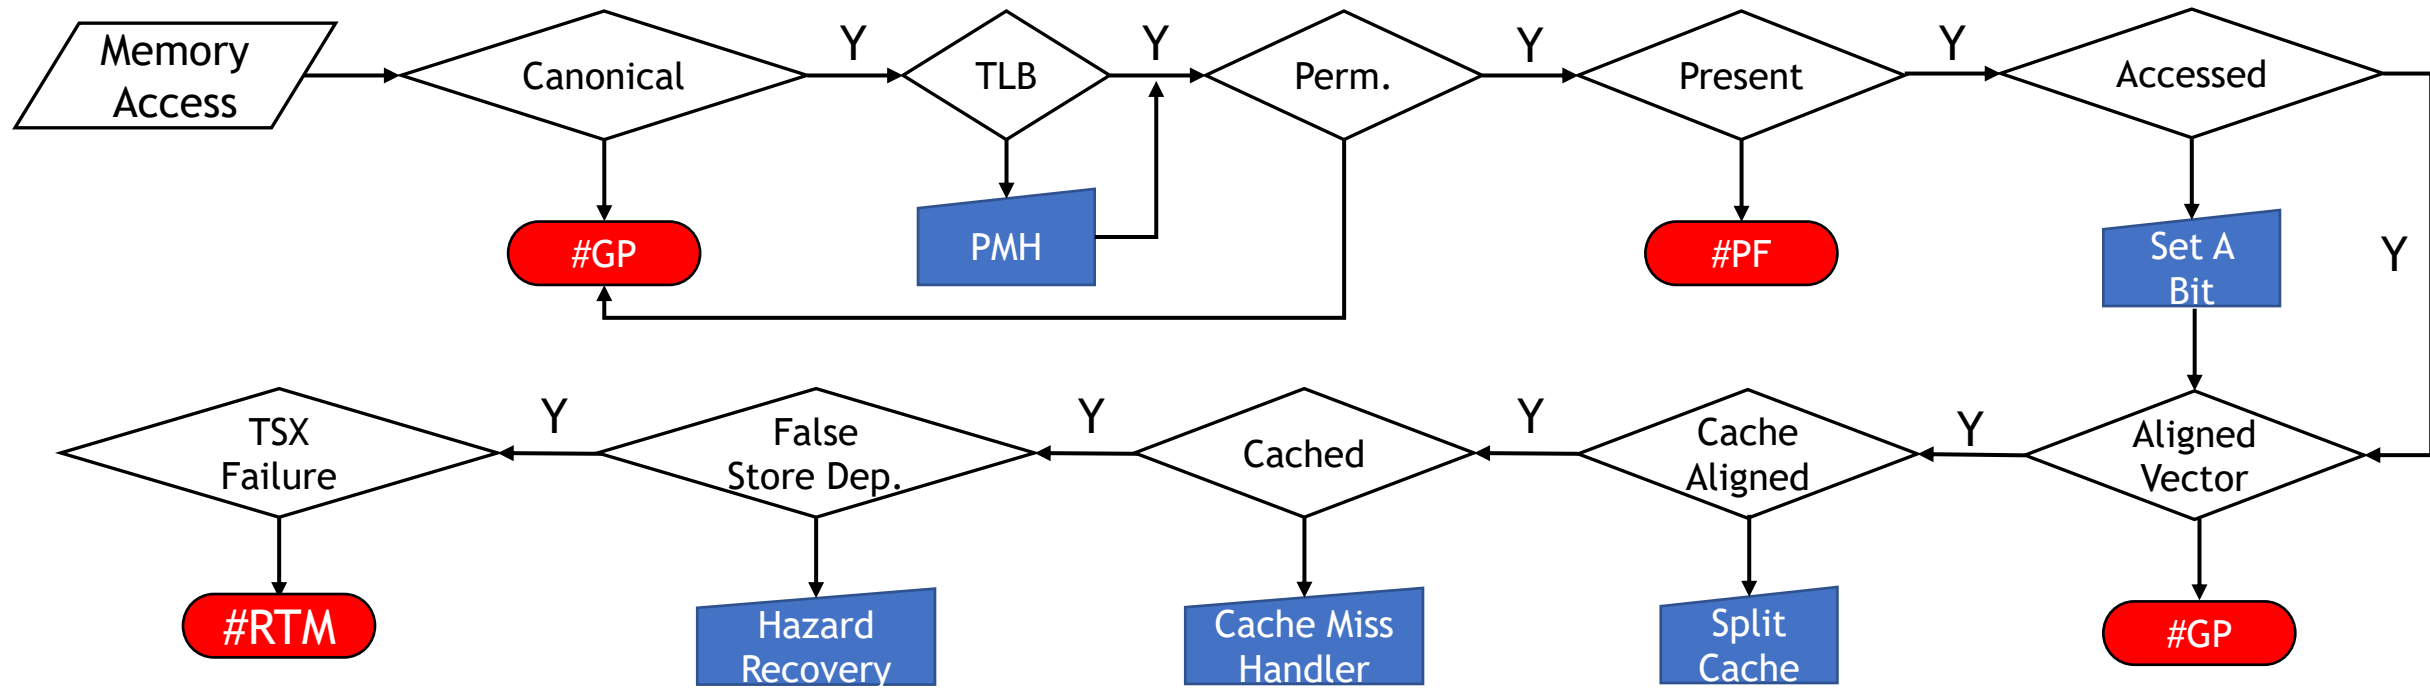 Memory
Access
Canonical
Y
TLB
Y
Perm.
Y
Present
Y
Accessed
#GP
PMH
#PF
Set A
Bit
Y
TSX
Failure
Y
False
Store Dep.
Y
Cached
Y
Cache
Aligned
Y
Aligned
Vector
#RTM
Hazard
Recovery
Cache Miss
Handler
Split
Cache
#GP